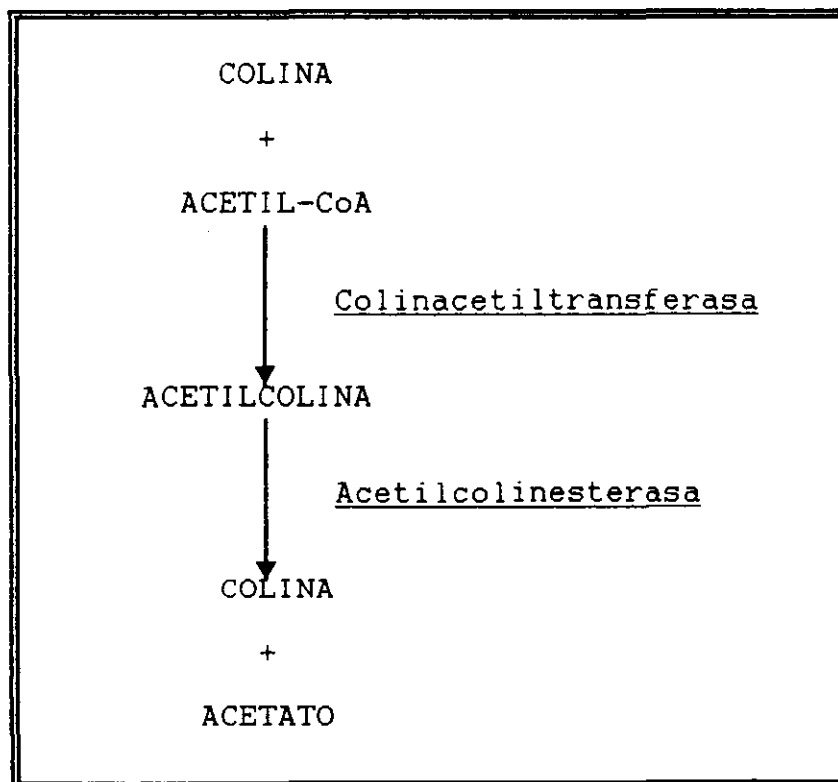 COLINA
+
ACETIL-CoA
Colinacetiltransferasa
ACETILCOLINA
Acetilcolinesterasa
COLINA
+
ACETATO